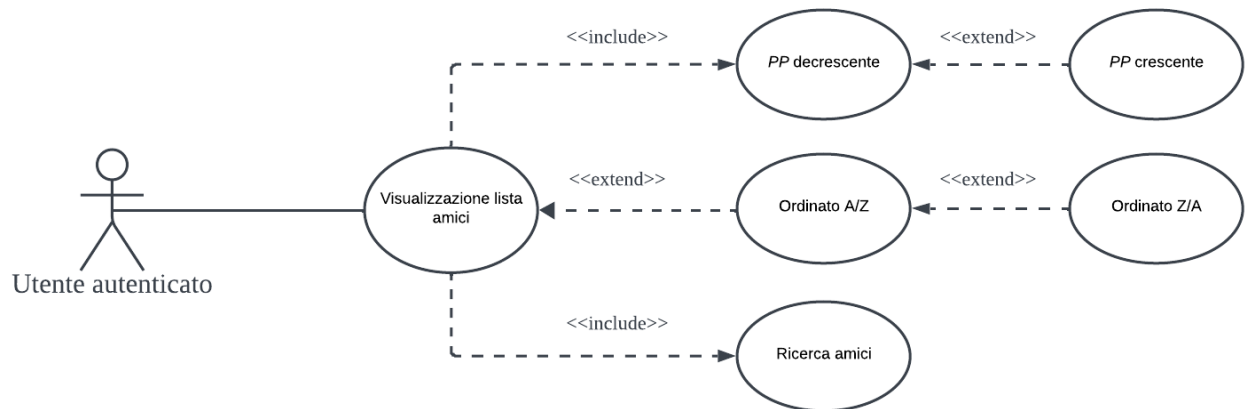 <<include>>
PP decrescente
<<extend>>
PP crescente
Visualizzazione lista
amici
<<extend>>
Ordinato A/Z
<<extend>>
Ordinato Z/A
Utente autenticato
<<include>>
Ricerca amici